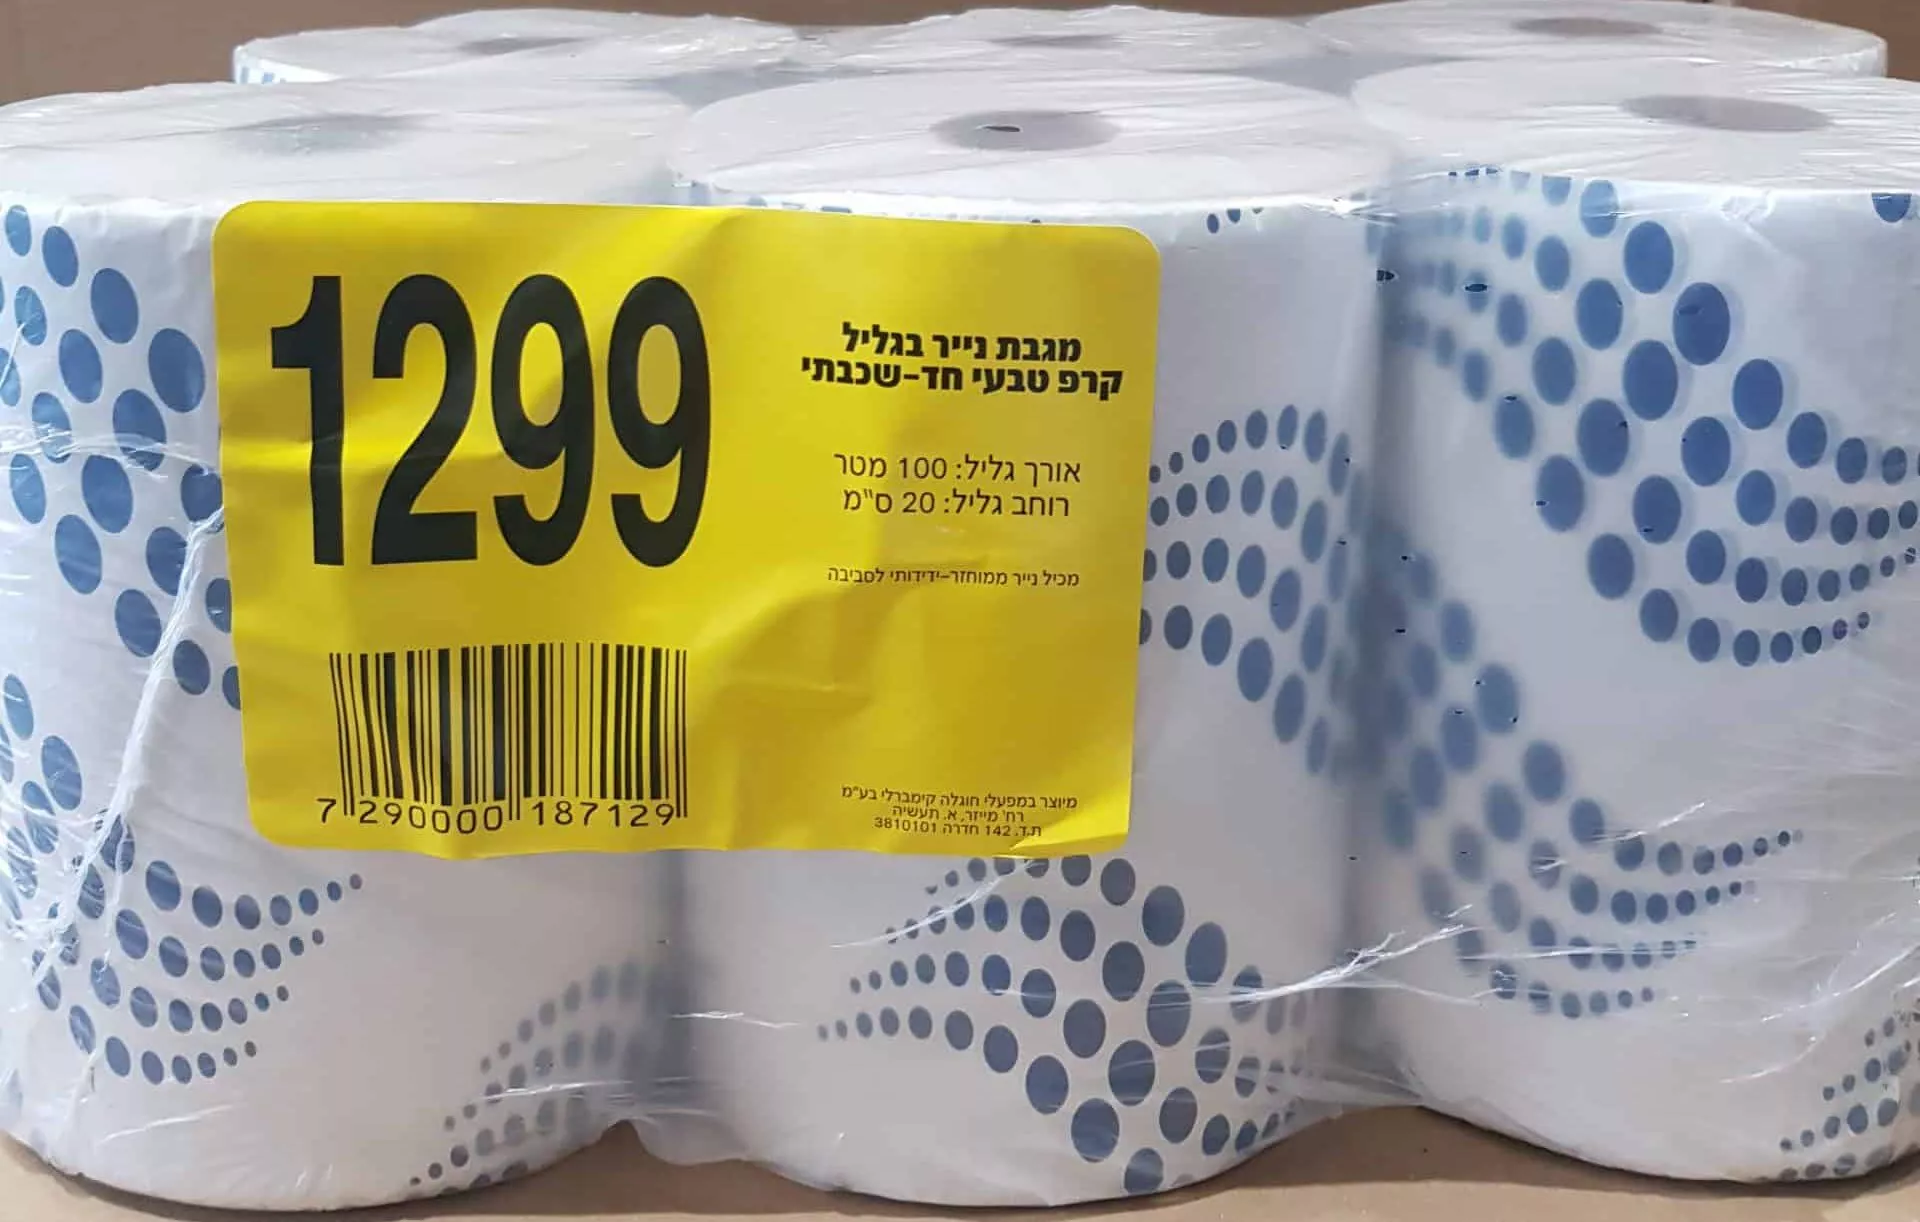 1299
מגבת נייר בגליל
קרפ טבעי חד-שכבתי
אורך גליל: 100 מטר
רוחב גליל: 20 ס"מ
מכיל נייר ממוחזר-ידידותי לסביבה
7 290000 187129
מיוצר במפעלי חוגלה קימברלי בע"מ
רח' מייזר, א. תעשיה
ת.ד. 142 חדרה 3810101